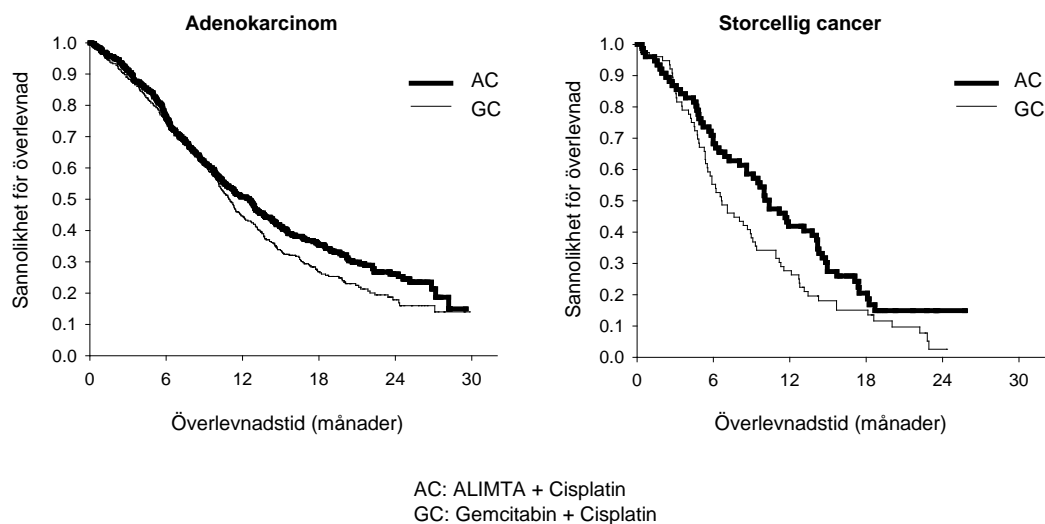 Adenokarcinom
Sannolikhet för överlevnad
1.0
0.9
0.8
0.7
0.6
0.5
0.4
0.3
0.2
0.1
0.0
0 6 12 18 24 30
Överlevnadstid (månader)
AC
GC
Storcellig cancer
Sannolikhet för överlevnad
1.0
0.9
0.8
0.7
0.6
0.5
0.4
0.3
0.2
0.1
0.0
0 6 12 18 24 30
Överlevnadstid (månader)
AC
GC
AC: ALIMTA + Cisplatin
GC: Gemcitabin + Cisplatin